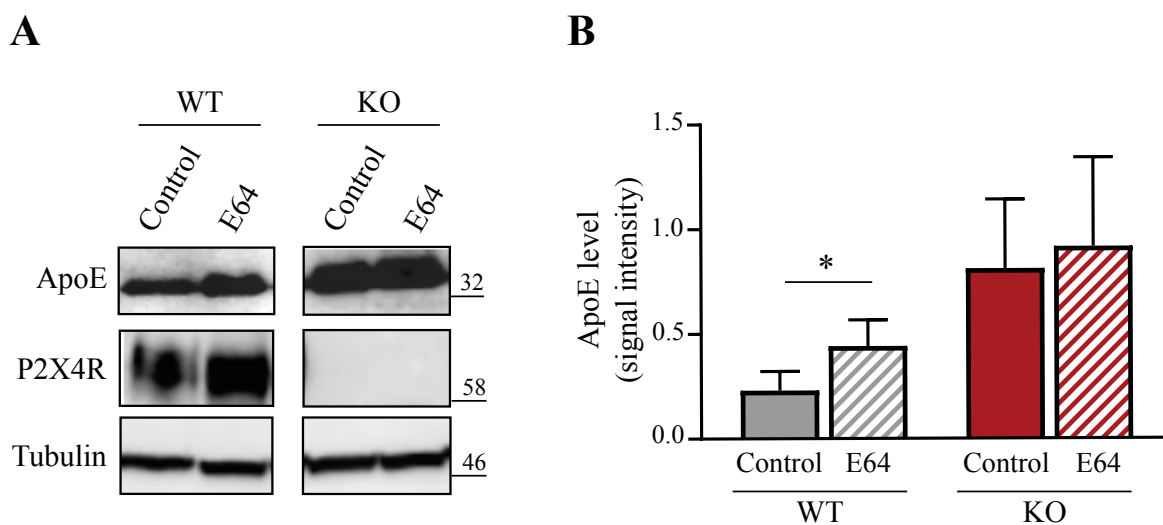 A
WT KO
Control E64 Control E64
ApoE 32
P2X4R 58
Tubulin 46
B
ApoE level
(signal intensity)
1.5
1.0
0.5
0.0
*
Control E64 Control E64
WT KO